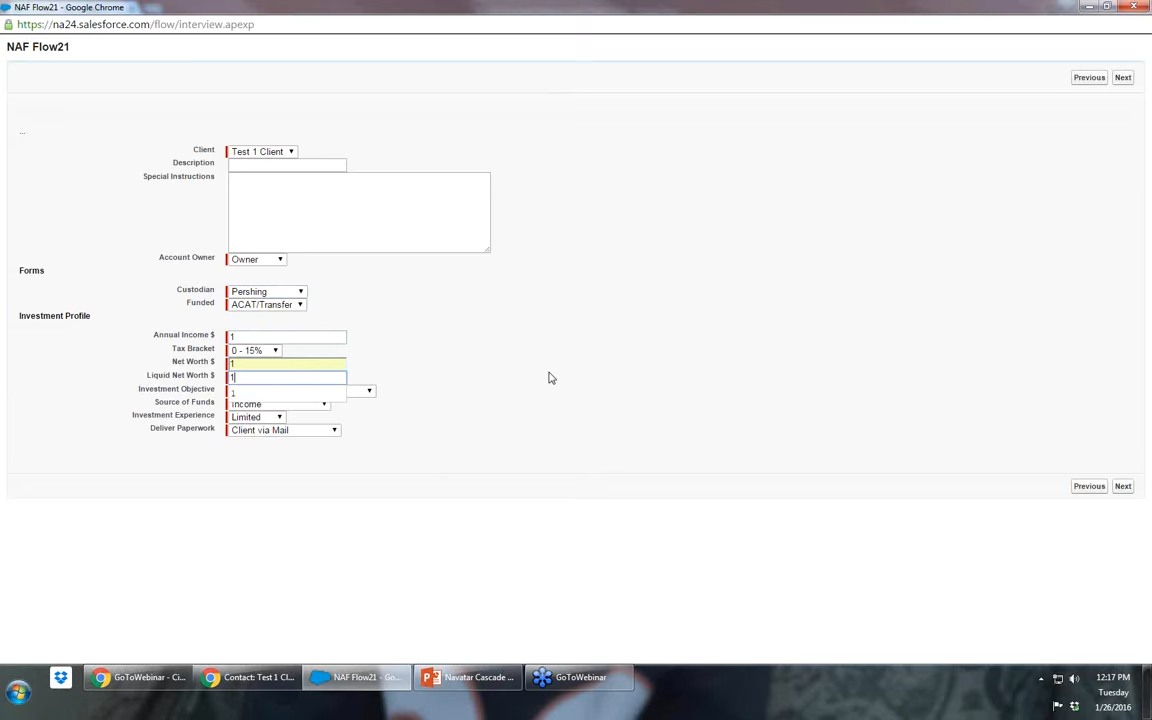 NAF Flow21 - Google Chrome
https://na24.salesforce.com/flow/interview.apexp
NAF Flow21
Previous Next
...
Client Test 1 Client
Description
Special Instructions
Account Owner Owner
Forms
Custodian Pershing
Funded ACAT/Transfer
Investment Profile
Annual Income $ 1
Tax Bracket 0 - 15%
Net Worth $ 1
Liquid Net Worth $ 1
Investment Objective
1
Source of Funds Income
Investment Experience Limited
Deliver Paperwork Client via Mail
Previous Next
GoToWebinar - Ci...
Contact: Test 1 Cl...
NAF Flow21 - Go...
Navatar Cascade ...
GoToWebinar
12:17 PM
Tuesday
1/26/2016